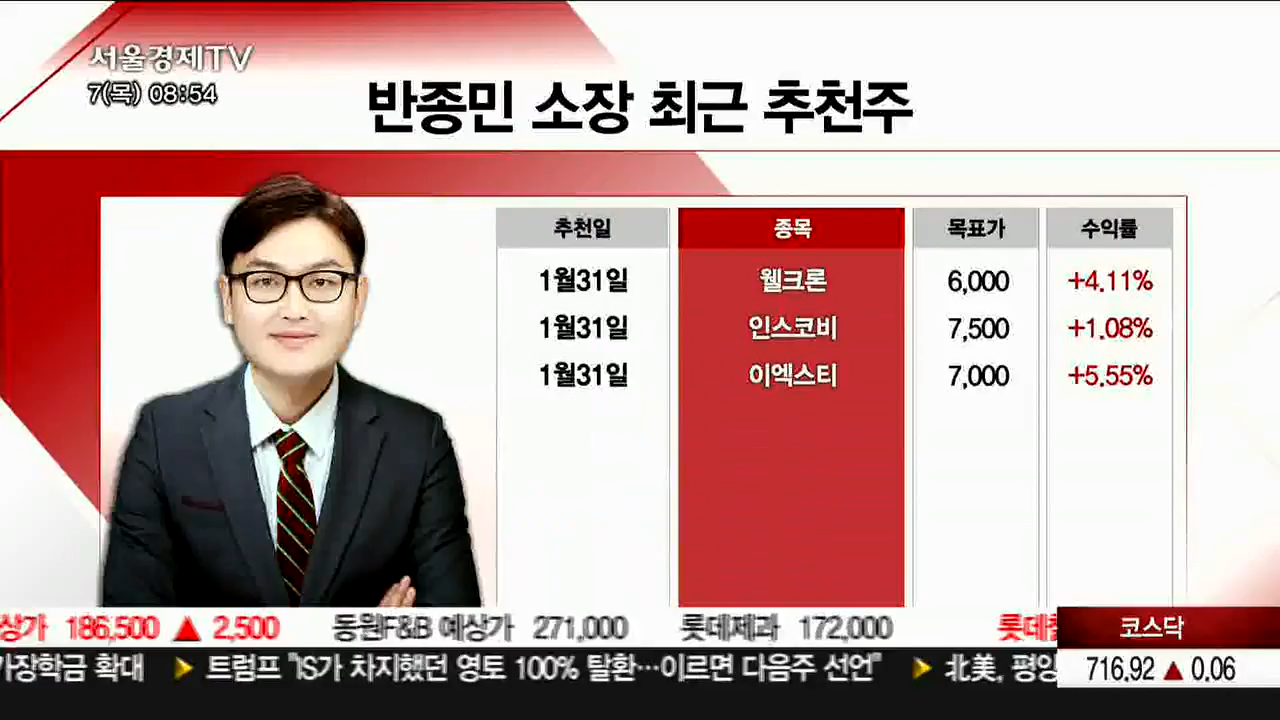 서울경제TV
7(목) 08:54
반종민 소장 최근 추천주
추천일 종목 목표가 수익률
1월31일 웰크론 6,000 +4.11%
1월31일 인스코비 7,500 +1.08%
1월31일 이엑스티 7,000 +5.55%
상가 186,500 ▲ 2,500 동원F&B 예상가 271,000 롯데제과 172,000 롯데
코스닥
가장학금 확대 ▶ 트럼프 "IS가 차지했던 영토 100% 탈환…이르면 다음주 선언" ▶ 北美, 평양
716.92 ▲ 0.06